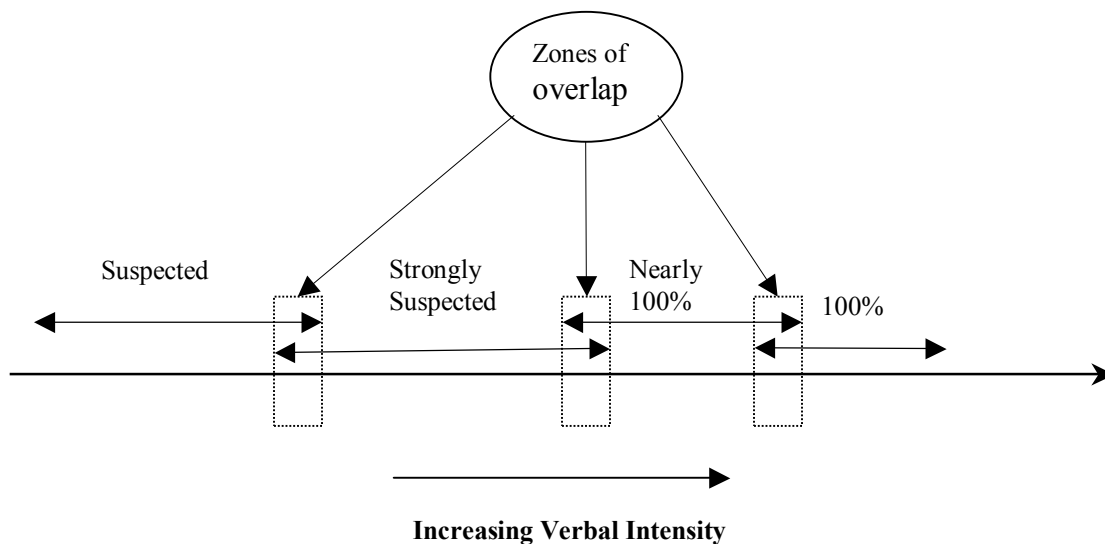 Zones of
overlap
Suspected
Strongly
Suspected
Nearly
100%
100%
Increasing Verbal Intensity